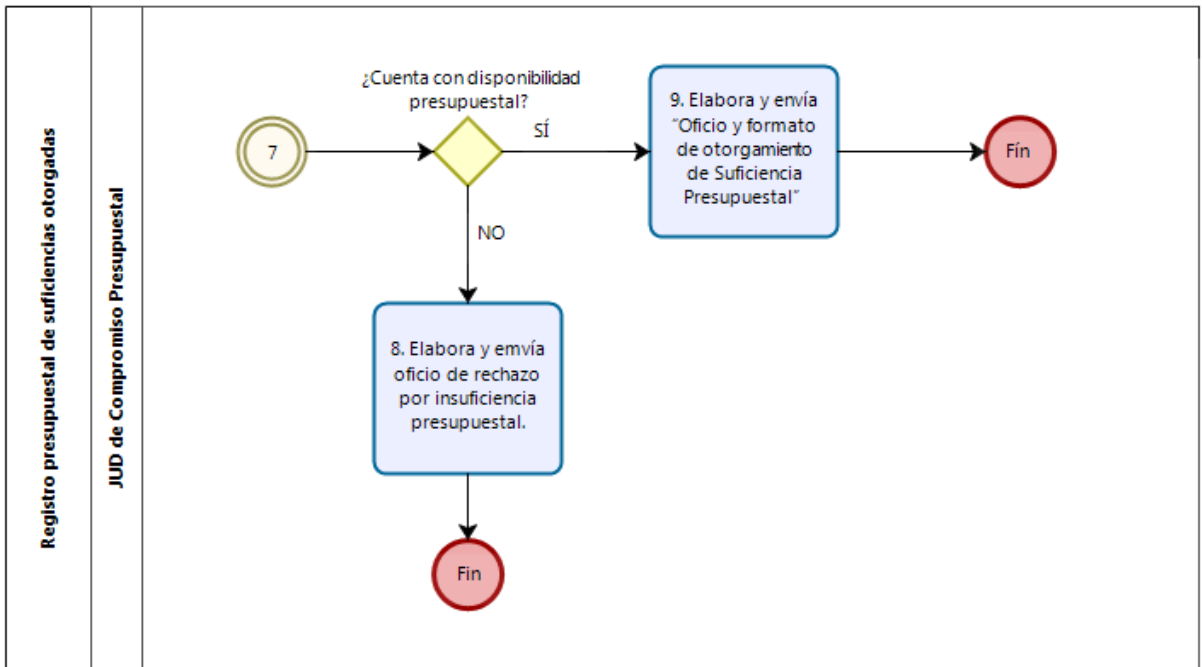 Registro presupuestal de suficiencias otorgadas
JUD de Compromiso Presupuestal
7
¿Cuenta con disponibilidad
presupuestal?
SÍ
NO
9. Elabora y envía
“Oficio y formato
de otorgamiento
de Suficiencia
Presupuestal”
Fín
8. Elabora y emvía
oficio de rechazo
por insuficiencia
presupuestal.
Fin